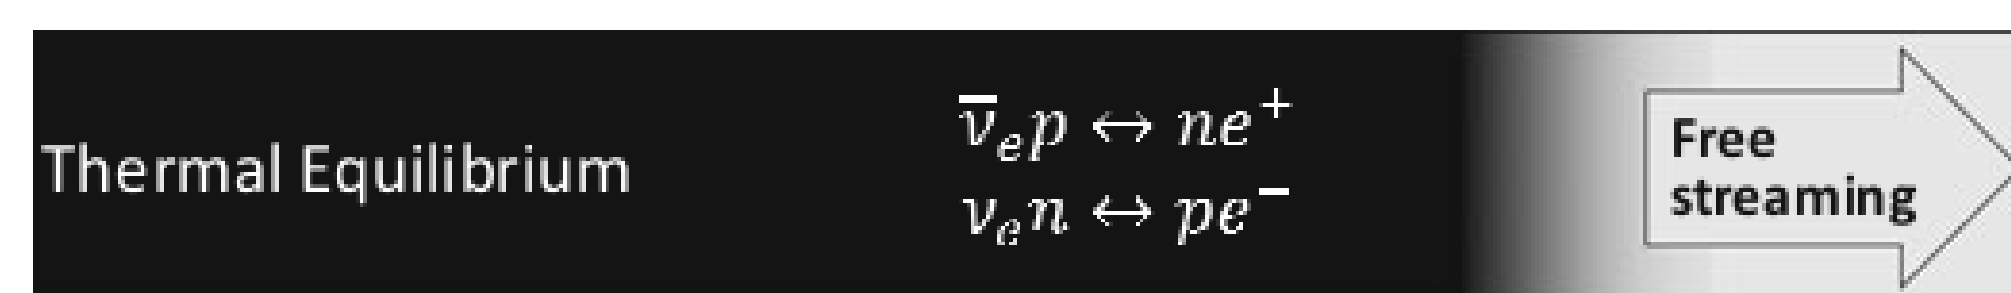 Thermal Equilibrium
ν̅ₑp ↔ ne⁺
νₑn ↔ pe⁻
Free
streaming